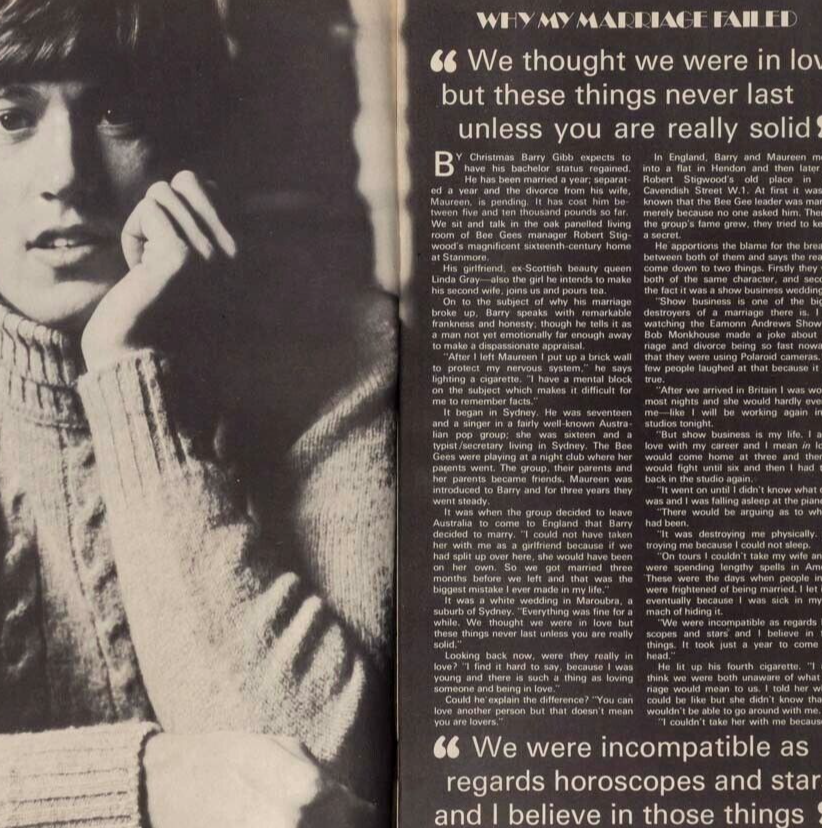 WHY MY MARRIAGE FAILED
“ We thought we were in lov
but these things never last
unless you are really solid
BY Christmas Barry Gibb expects to
have his bachelor status regained.
He has been married a year; separat-
ed a year and the divorce from his wife,
Maureen, is pending. It has cost him be-
tween five and ten thousand pounds so far.
We sit and talk in the oak panelled living
room of Bee Gees manager Robert Stig-
wood's magnificent sixteenth-century home
at Stanmore.
His girlfriend, ex-Scottish beauty queen
Linda Gray—also the girl he intends to make
his second wife, joins us and pours tea.
On to the subject of why his marriage
broke up, Barry speaks with remarkable
frankness and honesty, though he tells it as
a man not yet emotionally far enough away
to make a dispassionate appraisal.
"After I left Maureen I put up a brick wall
to protect my nervous system," he says
lighting a cigarette. "I have a mental block
on the subject which makes it difficult for
me to remember facts."
It began in Sydney. He was seventeen
and a singer in a fairly well-known Austra-
lian pop group; she was sixteen and a
typist/secretary living in Sydney. The Bee
Gees were playing at a night club where her
parents went. The group, their parents and
her parents became friends. Maureen was
introduced to Barry and for three years they
went steady.
It was when the group decided to leave
Australia to come to England that Barry
decided to marry. "I could not have taken
her with me as a girlfriend because if we
had split up over here, she would have been
on her own. So we got married three
months before we left and that was the
biggest mistake I ever made in my life."
It was a white wedding in Maroubra, a
suburb of Sydney. "Everything was fine for a
while. We thought we were in love but
these things never last unless you are really
solid."
Looking back now, were they really in
love? "I find it hard to say, because I was
young and there is such a thing as loving
someone and being in love."
Could he explain the difference? "You can
love another person but that doesn't mean
you are lovers."
In England, Barry and Maureen mo
into a flat in Hendon and then later
Robert Stigwood's old place in
Cavendish Street W.1. At first it was
known that the Bee Gee leader was mar
merely because no one asked him. The
the group's fame grew, they tried to ke
a secret.
He apportions the blame for the brea
between both of them and says the rea
come down to two things. Firstly they
both of the same character, and seco
the fact it was a show business wedding
"Show business is one of the big
destroyers of a marriage there is. I
watching the Eamonn Andrews Show
Bob Monkhouse made a joke about
riage and divorce being so fast nowa
that they were using Polaroid cameras.
few people laughed at that because it
true.
"After we arrived in Britain I was wo
most nights and she would hardly eve
me—like I will be working again in
studios tonight.
"But show business is my life. I a
love with my career and I mean in lo
would come home at three and then
would fight until six and then I had t
back in the studio again.
"It went on until I didn't know what d
was and I was falling asleep at the piano
"There would be arguing as to wh
had been.
"It was destroying me physically.
troying me because I could not sleep.
"On tours I couldn't take my wife an
were spending lengthy spells in Am
These were the days when people in
were frightened of being married. I let
eventually because I was sick in my
mach of hiding it.
"We were incompatible as regards
scopes and stars and I believe in
things. It took just a year to come
head."
He lit up his fourth cigarette. "I
think we were both unaware of what
riage would mean to us. I told her w
could be like but she didn't know tha
wouldn't be able to go around with me.
"I couldn't take her with me becaus
“ We were incompatible as
regards horoscopes and star
and I believe in those things